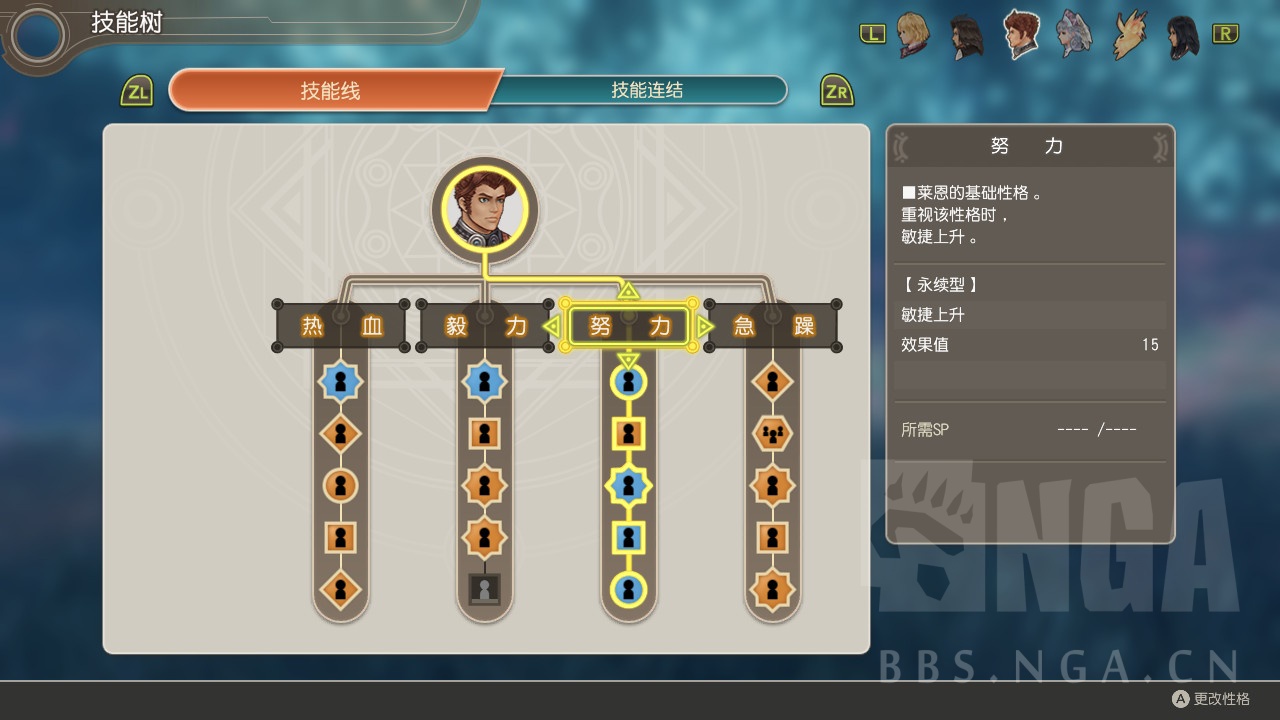 技能树
L
R
ZL
技能线
技能连结
ZR
努 力
■莱恩的基础性格。
重视该性格时，
敏捷上升。
【永续型】
敏捷上升
效果值 15
所需SP ---- /----
热 血
毅 力
努 力
急 躁
NGA
BBS.NGA.CN
A 更改性格